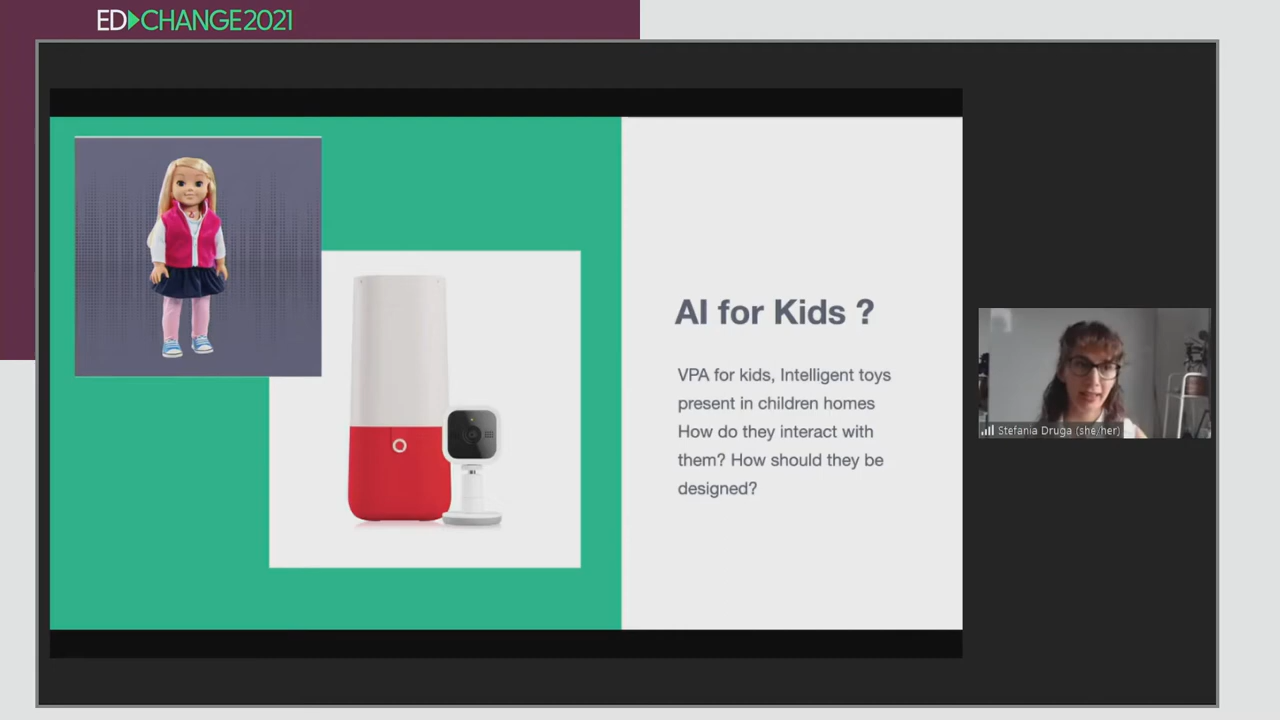 ED▶CHANGE2021
AI for Kids ?
VPA for kids, Intelligent toys
present in children homes
How do they interact with
them? How should they be
designed?
Stefania Druga (she/her)